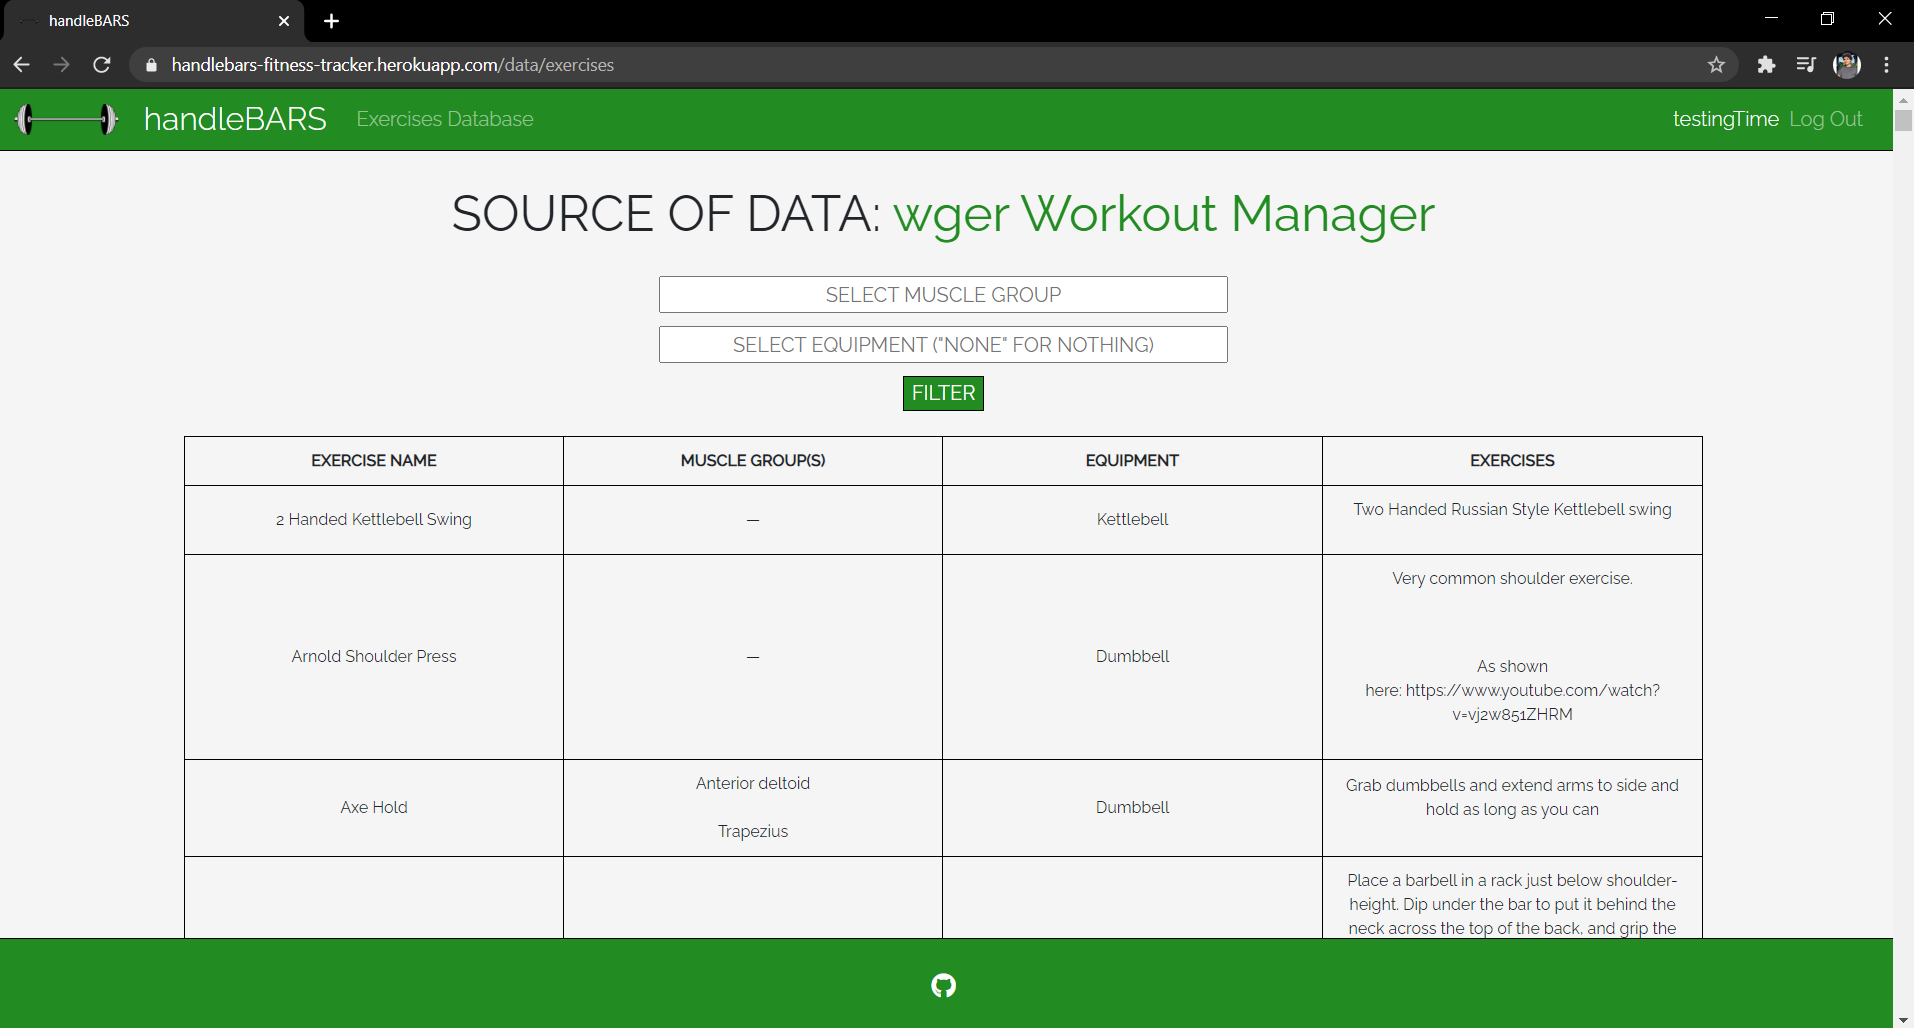 handleBARS
handlebars-fitness-tracker.herokuapp.com/data/exercises
handleBARS Exercises Database testingTime Log Out
SOURCE OF DATA: wger Workout Manager
SELECT MUSCLE GROUP
SELECT EQUIPMENT ("NONE" FOR NOTHING)
FILTER
EXERCISE NAME MUSCLE GROUP(S) EQUIPMENT EXERCISES
2 Handed Kettlebell Swing — Kettlebell Two Handed Russian Style Kettlebell swing
Arnold Shoulder Press — Dumbbell Very common shoulder exercise.
As shown
here: https://www.youtube.com/watch?
v=vj2w851ZHRM
Axe Hold
Anterior deltoid
Trapezius
Dumbbell
Grab dumbbells and extend arms to side and
hold as long as you can
Place a barbell in a rack just below shoulder-
height. Dip under the bar to put it behind the
neck across the top of the back, and grip the